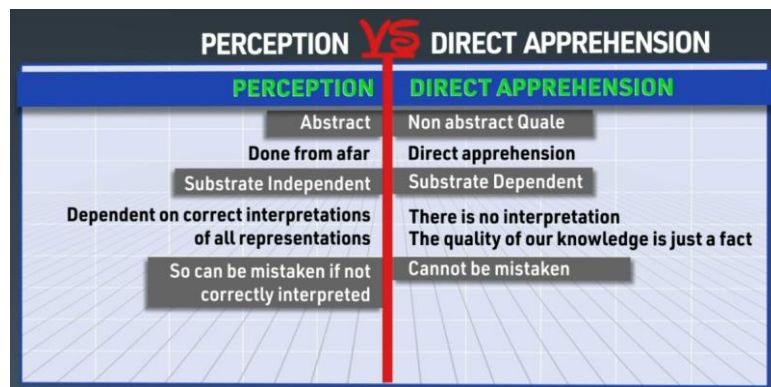 PERCEPTION VS DIRECT APPREHENSION
PERCEPTION DIRECT APPREHENSION
Abstract Non abstract Quale
Done from afar Direct apprehension
Substrate Independent Substrate Dependent
Dependent on correct interpretations
of all representations
There is no interpretation
The quality of our knowledge is just a fact
So can be mistaken if not
correctly interpreted
Cannot be mistaken